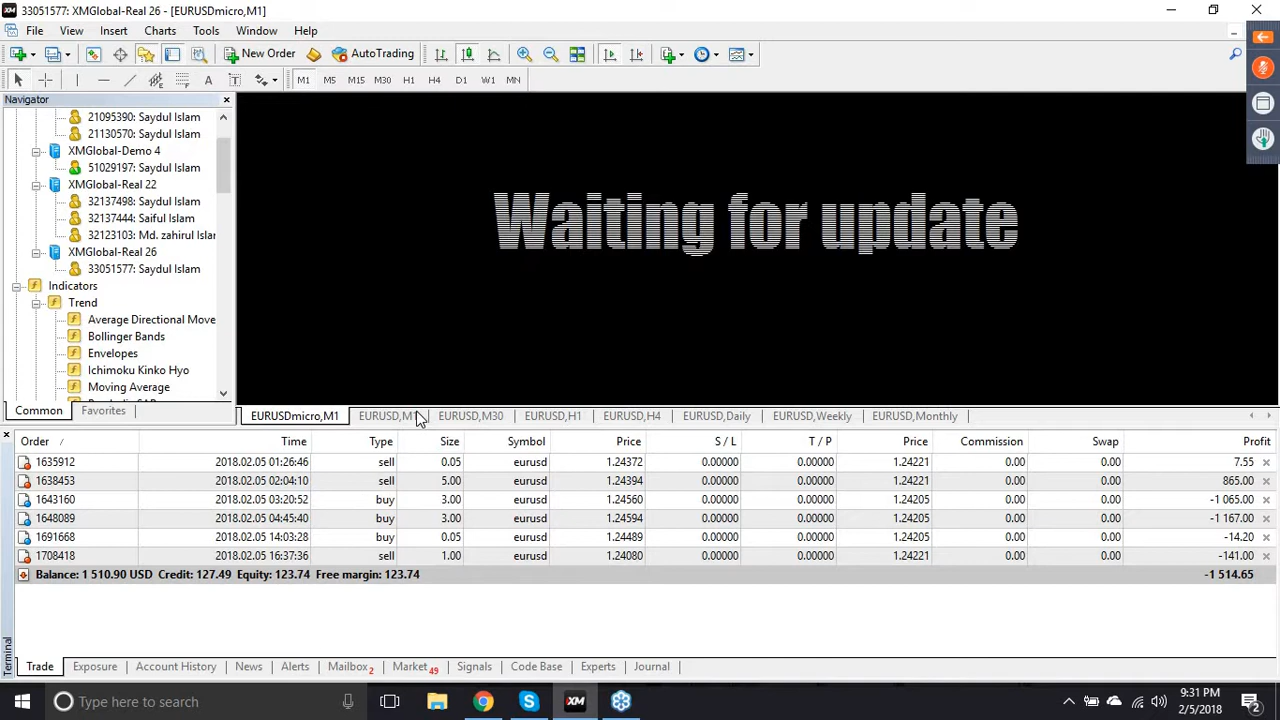 33051577: XMGlobal-Real 26 - [EURUSDmicro,M1]
File View Insert Charts Tools Window Help
New Order AutoTrading
A T M1 M5 M15 M30 H1 H4 D1 W1 MN
Navigator
21095390: Saydul Islam
21130570: Saydul Islam
XMGlobal-Demo 4
51029197: Saydul Islam
XMGlobal-Real 22
32137498: Saydul Islam
32137444: Saiful Islam
32123103: Md. zahirul Islar
XMGlobal-Real 26
33051577: Saydul Islam
Indicators
Trend
Average Directional Move
Bollinger Bands
Envelopes
Ichimoku Kinko Hyo
Moving Average
Common Favorites
Waiting for update
EURUSDmicro,M1 EURUSD,M1 EURUSD,M30 EURUSD,H1 EURUSD,H4 EURUSD,Daily EURUSD,Weekly EURUSD,Monthly
Order / Time Type Size Symbol Price S / L T / P Price Commission Swap Profit
1635912 2018.02.05 01:26:46 sell 0.05 eurusd 1.24372 0.00000 0.00000 1.24221 0.00 0.00 7.55
1638453 2018.02.05 02:04:10 sell 5.00 eurusd 1.24394 0.00000 0.00000 1.24221 0.00 0.00 865.00
1643160 2018.02.05 03:20:52 buy 3.00 eurusd 1.24560 0.00000 0.00000 1.24205 0.00 0.00 -1 065.00
1648089 2018.02.05 04:45:40 buy 3.00 eurusd 1.24594 0.00000 0.00000 1.24205 0.00 0.00 -1 167.00
1691668 2018.02.05 14:03:28 buy 0.05 eurusd 1.24489 0.00000 0.00000 1.24205 0.00 0.00 -14.20
1708418 2018.02.05 16:37:36 sell 1.00 eurusd 1.24080 0.00000 0.00000 1.24221 0.00 0.00 -141.00
Balance: 1 510.90 USD Credit: 127.49 Equity: 123.74 Free margin: 123.74 -1 514.65
Terminal
Trade Exposure Account History News Alerts Mailbox 2 Market 49 Signals Code Base Experts Journal
Type here to search
XM
9:31 PM
2/5/2018
2